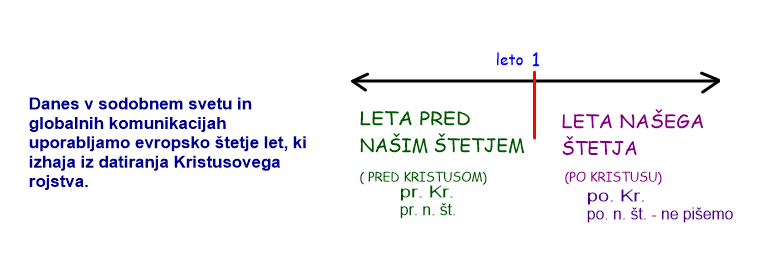 leto 1
Danes v sodobnem svetu in
globalnih komunikacijah
uporabljamo evropsko štetje let, ki
izhaja iz datiranja Kristusovega
rojstva.
LETA PRED
NAŠIM ŠTETJEM
( PRED KRISTUSOM)
pr. Kr.
pr. n. št.
LETA NAŠEGA
ŠTETJA
(PO KRISTUSU)
po. Kr.
po. n. št. - ne pišemo